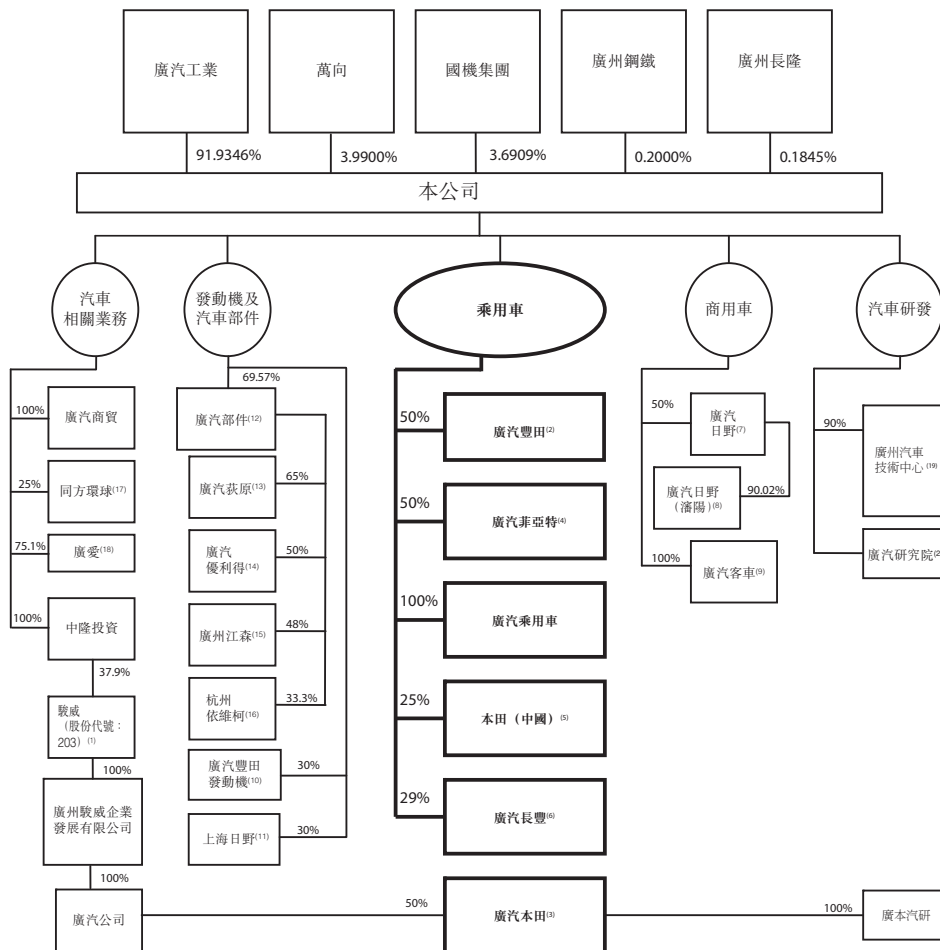 廣汽工業
萬向
國機集團
廣州鋼鐵
廣州長隆
91.9346%
3.9900%
3.6909%
0.2000%
0.1845%
本公司
汽車
相關業務
發動機及
汽車部件
乘用車
商用車
汽車研發
100%
廣汽商貿
25%
同方環球(17)
75.1%
廣愛(18)
100%
中隆投資
37.9%
駿威
(股份代號：
203) (1)
100%
廣州駿威企業
發展有限公司
100%
廣汽公司
69.57%
廣汽部件(12)
廣汽荻原(13)
65%
廣汽
優利得(14)
50%
廣州江森(15)
48%
杭州
依維柯(16)
33.3%
廣汽豐田
發動機(10)
30%
上海日野(11)
30%
50%
廣汽豐田(2)
50%
廣汽菲亞特(4)
100%
廣汽乘用車
25%
本田（中國）(5)
29%
廣汽長豐(6)
50%
廣汽本田(3)
50%
廣汽
日野(7)
廣汽日野
（瀋陽）(8)
90.02%
100%
廣汽客車(9)
90%
廣州汽車
技術中心(19)
廣汽研究院
100%
廣本汽研